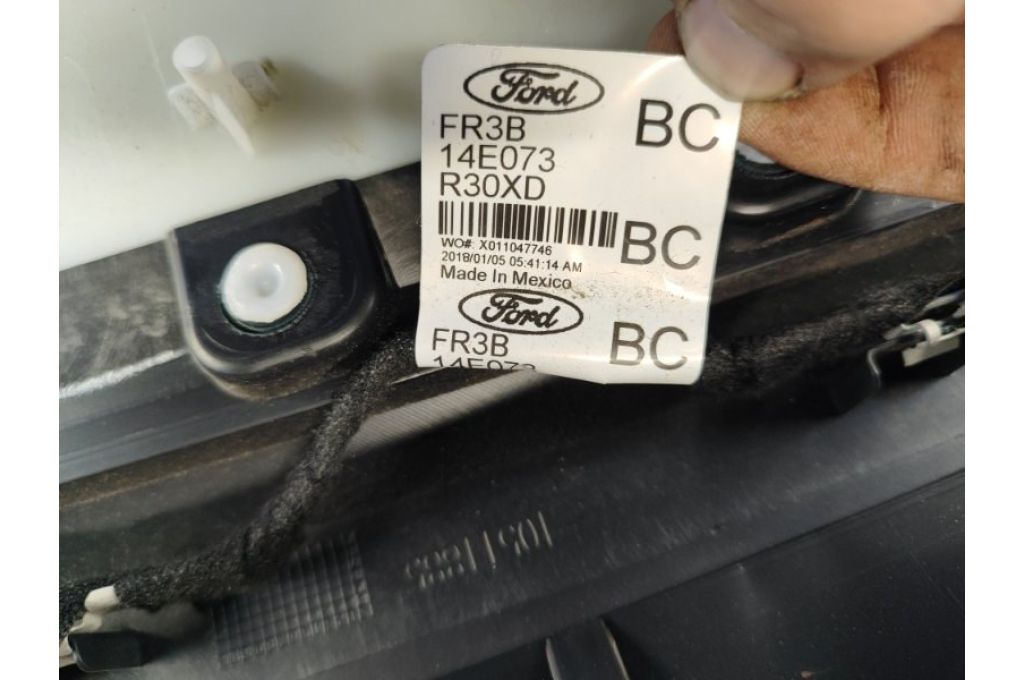 Ford
FR3B
14E073
R30XD
BC
WO#: X011047746
2018/01/05 05:41:14 AM
Made In Mexico
BC
Ford
FR3B
14E073
BC